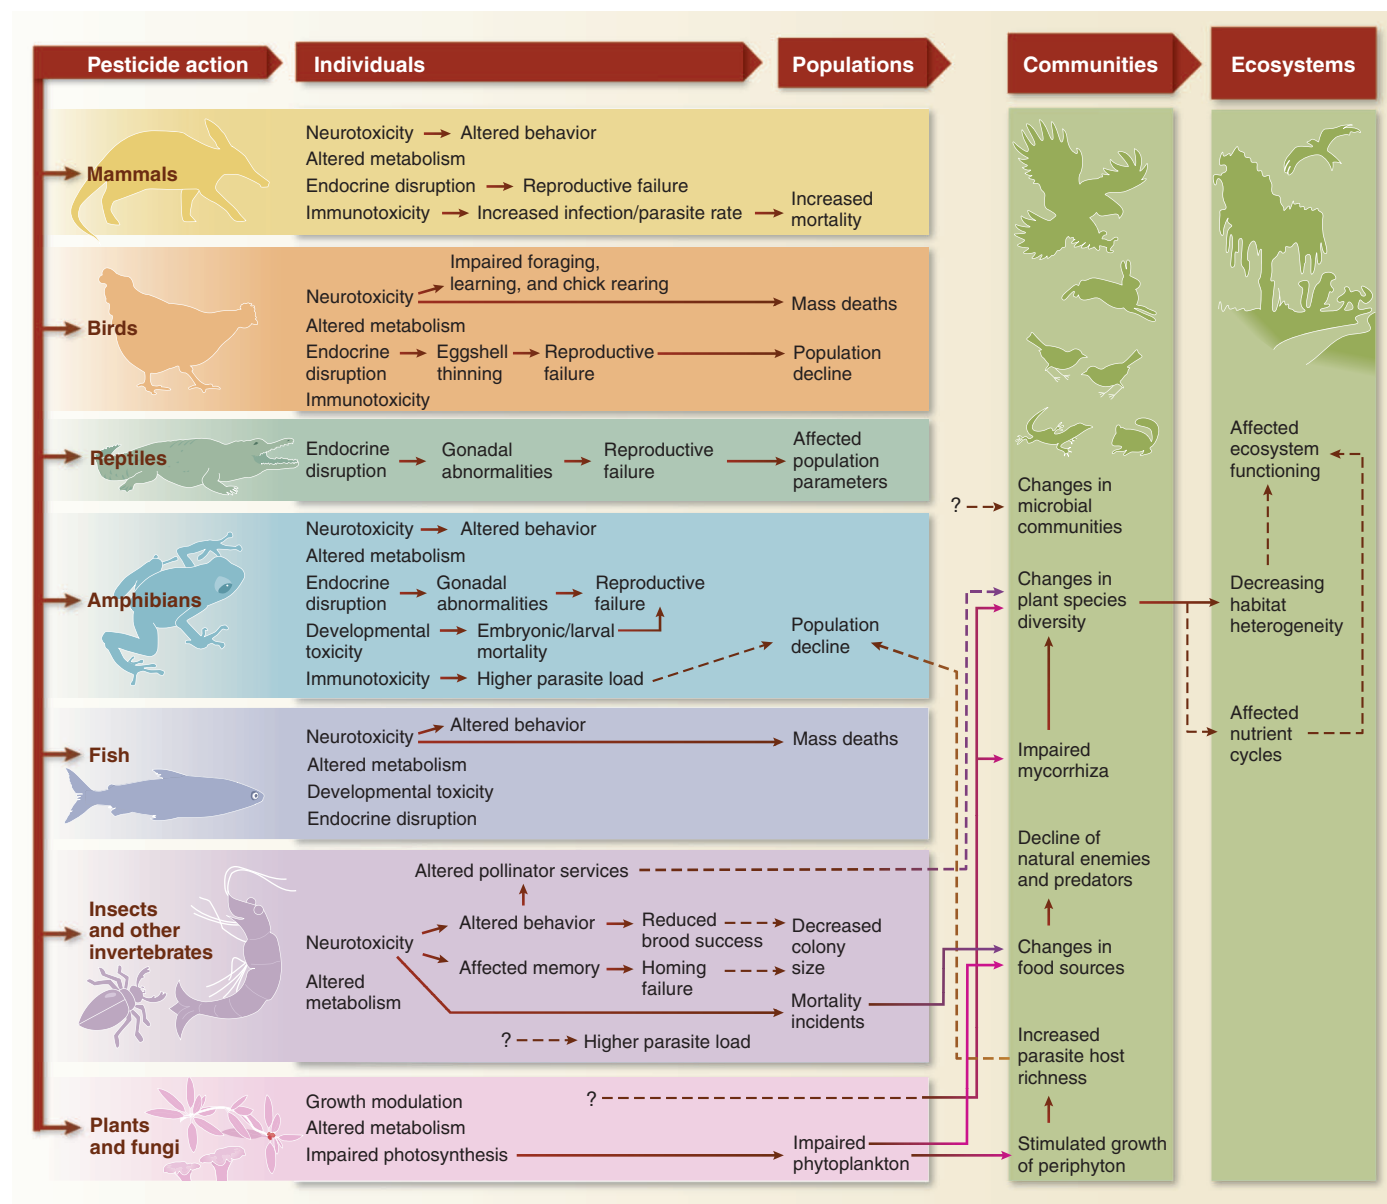 Pesticide action
Individuals
Populations
Communities
Ecosystems
Mammals
Neurotoxicity
Altered behavior
Altered metabolism
Endocrine disruption
Reproductive failure
Immunotoxicity
Increased infection/parasite rate
Increased
mortality
Birds
Impaired foraging,
learning, and chick rearing
Neurotoxicity
Mass deaths
Altered metabolism
Endocrine
disruption
Eggshell
thinning
Reproductive
failure
Population
decline
Immunotoxicity
Reptiles
Endocrine
disruption
Gonadal
abnormalities
Reproductive
failure
Affected
population
parameters
Amphibians
Neurotoxicity
Altered behavior
Altered metabolism
Endocrine
disruption
Gonadal
abnormalities
Reproductive
failure
Developmental
toxicity
Embryonic/larval
mortality
Population
decline
Immunotoxicity
Higher parasite load
Fish
Altered behavior
Neurotoxicity
Mass deaths
Altered metabolism
Developmental toxicity
Endocrine disruption
Insects
and other
invertebrates
Altered pollinator services
Altered behavior
Reduced
brood success
Decreased
colony
size
Neurotoxicity
Affected memory
Homing
failure
Altered
metabolism
Mortality
incidents
?
Higher parasite load
Plants
and fungi
Growth modulation
?
Altered metabolism
Impaired photosynthesis
Impaired
phytoplankton
?
Changes in
microbial
communities
Changes in
plant species
diversity
Impaired
mycorrhiza
Decline of
natural enemies
and predators
Changes in
food sources
Increased
parasite host
richness
Stimulated growth
of periphyton
Affected
ecosystem
functioning
Decreasing
habitat
heterogeneity
Affected
nutrient
cycles